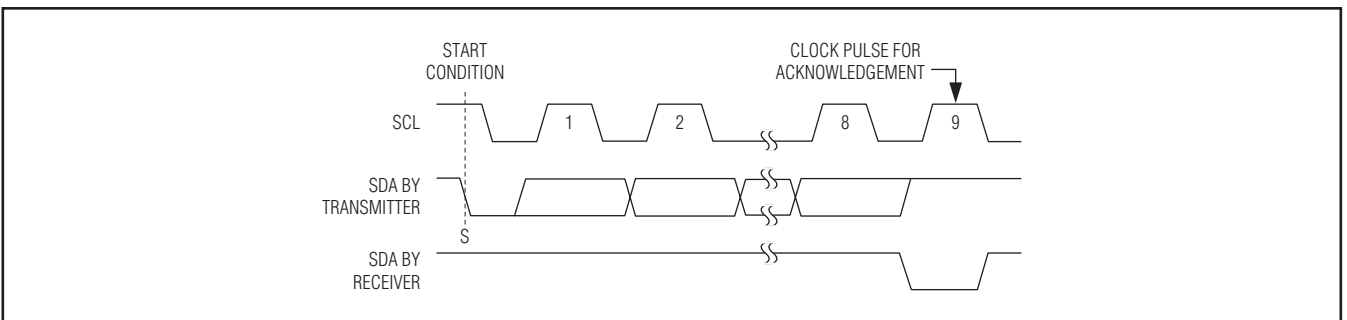 START
CONDITION
CLOCK PULSE FOR
ACKNOWLEDGEMENT
SCL
1
2
8
9
SDA BY
TRANSMITTER
S
SDA BY
RECEIVER